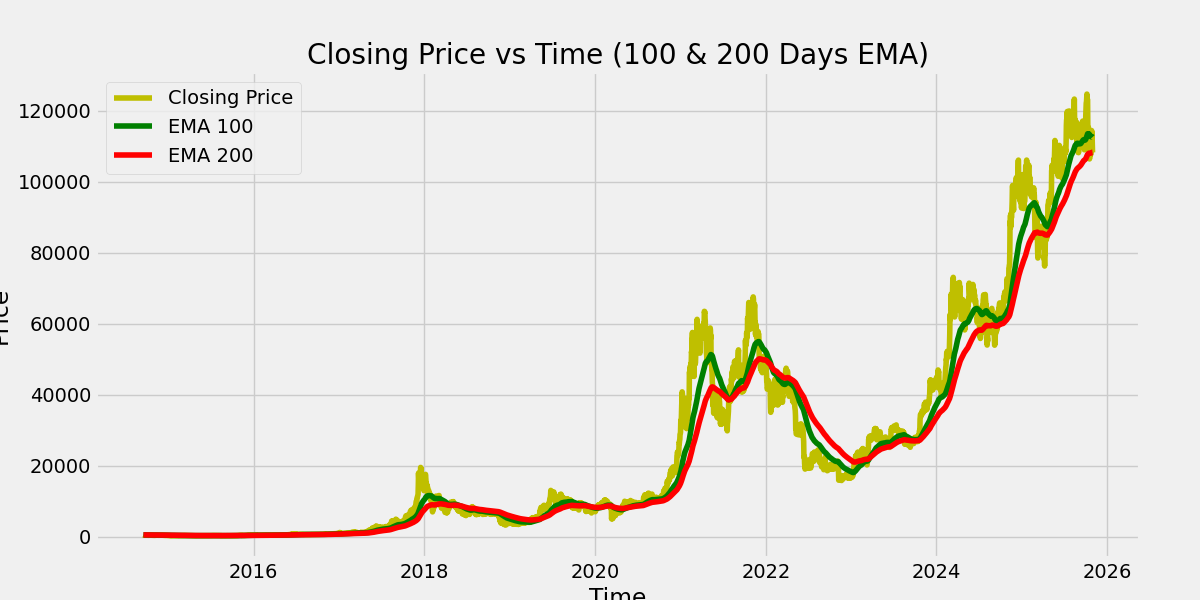 Closing Price vs Time (100 & 200 Days EMA)
Closing Price
EMA 100
EMA 200
120000
100000
80000
60000
40000
20000
0
Price
2016
2018
2020
2022
2024
2026
Time